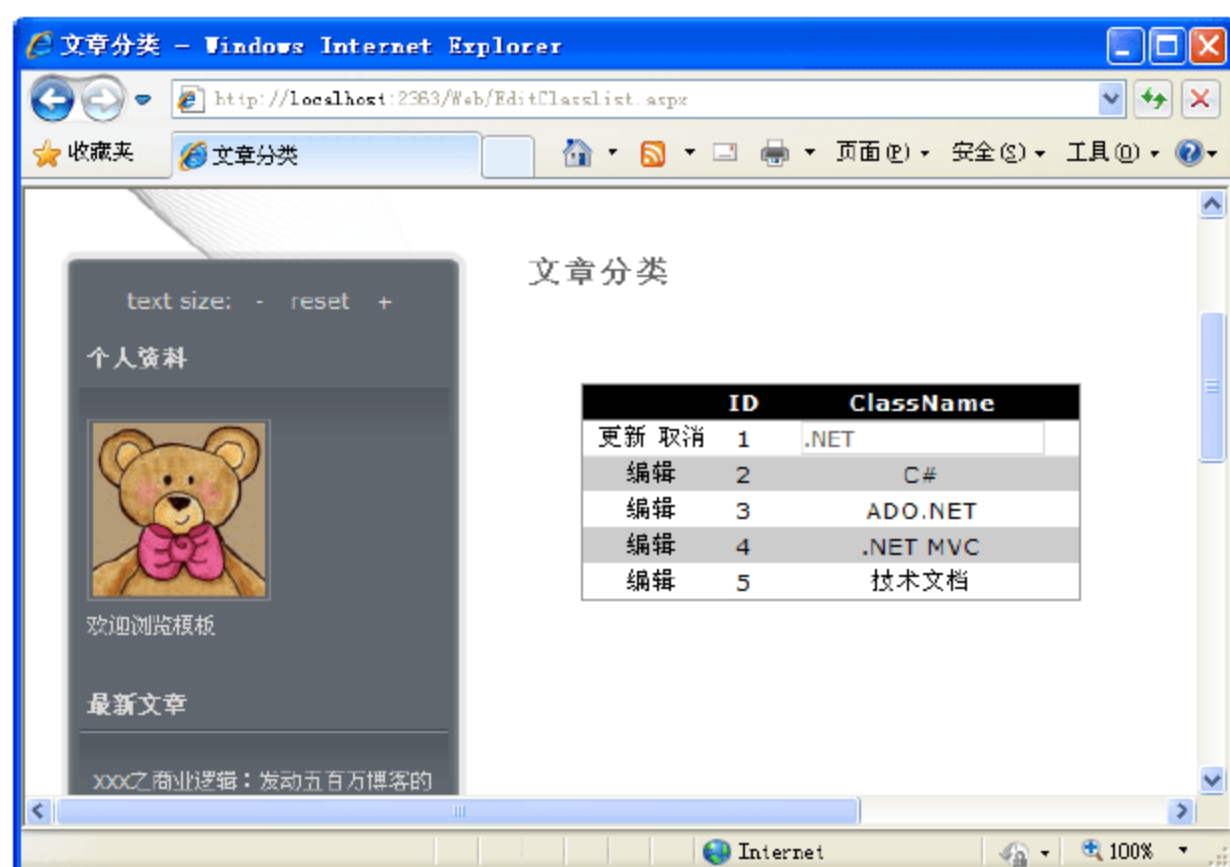 文章分类 - Windows Internet Explorer
http://localhost:2363/Web/EditClasslist.aspx
收藏夹 文章分类 页面(P) 安全(S) 工具(O)
文章分类
text size: - reset +
个人资料
欢迎浏览模板
最新文章
xxx之商业逻辑：发动五百万博客的
ID ClassName
更新 取消 1 .NET
编辑 2 C#
编辑 3 ADO.NET
编辑 4 .NET MVC
编辑 5 技术文档
Internet 100%